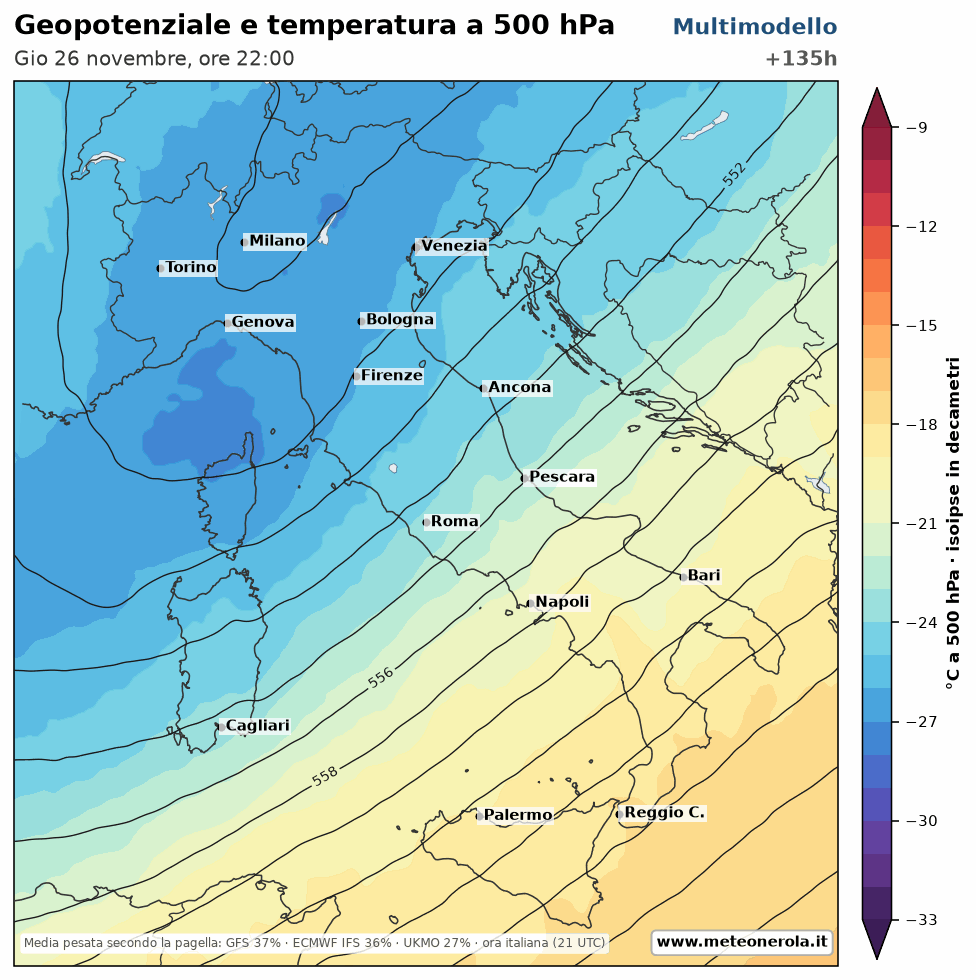 Geopotenziale e temperatura a 500 hPa
Multimodello
Gio 26 novembre, ore 22:00
+135h
552
Milano
Venezia
Torino
Genova
Bologna
Firenze
Ancona
Pescara
Roma
Bari
Napoli
556
Cagliari
558
Palermo
Reggio C.
−9
−12
−15
−18
−21
−24
−27
−30
−33
°C a 500 hPa · isoipse in decametri
Media pesata secondo la pagella: GFS 37% · ECMWF IFS 36% · UKMO 27% · ora italiana (21 UTC)
www.meteonerola.it